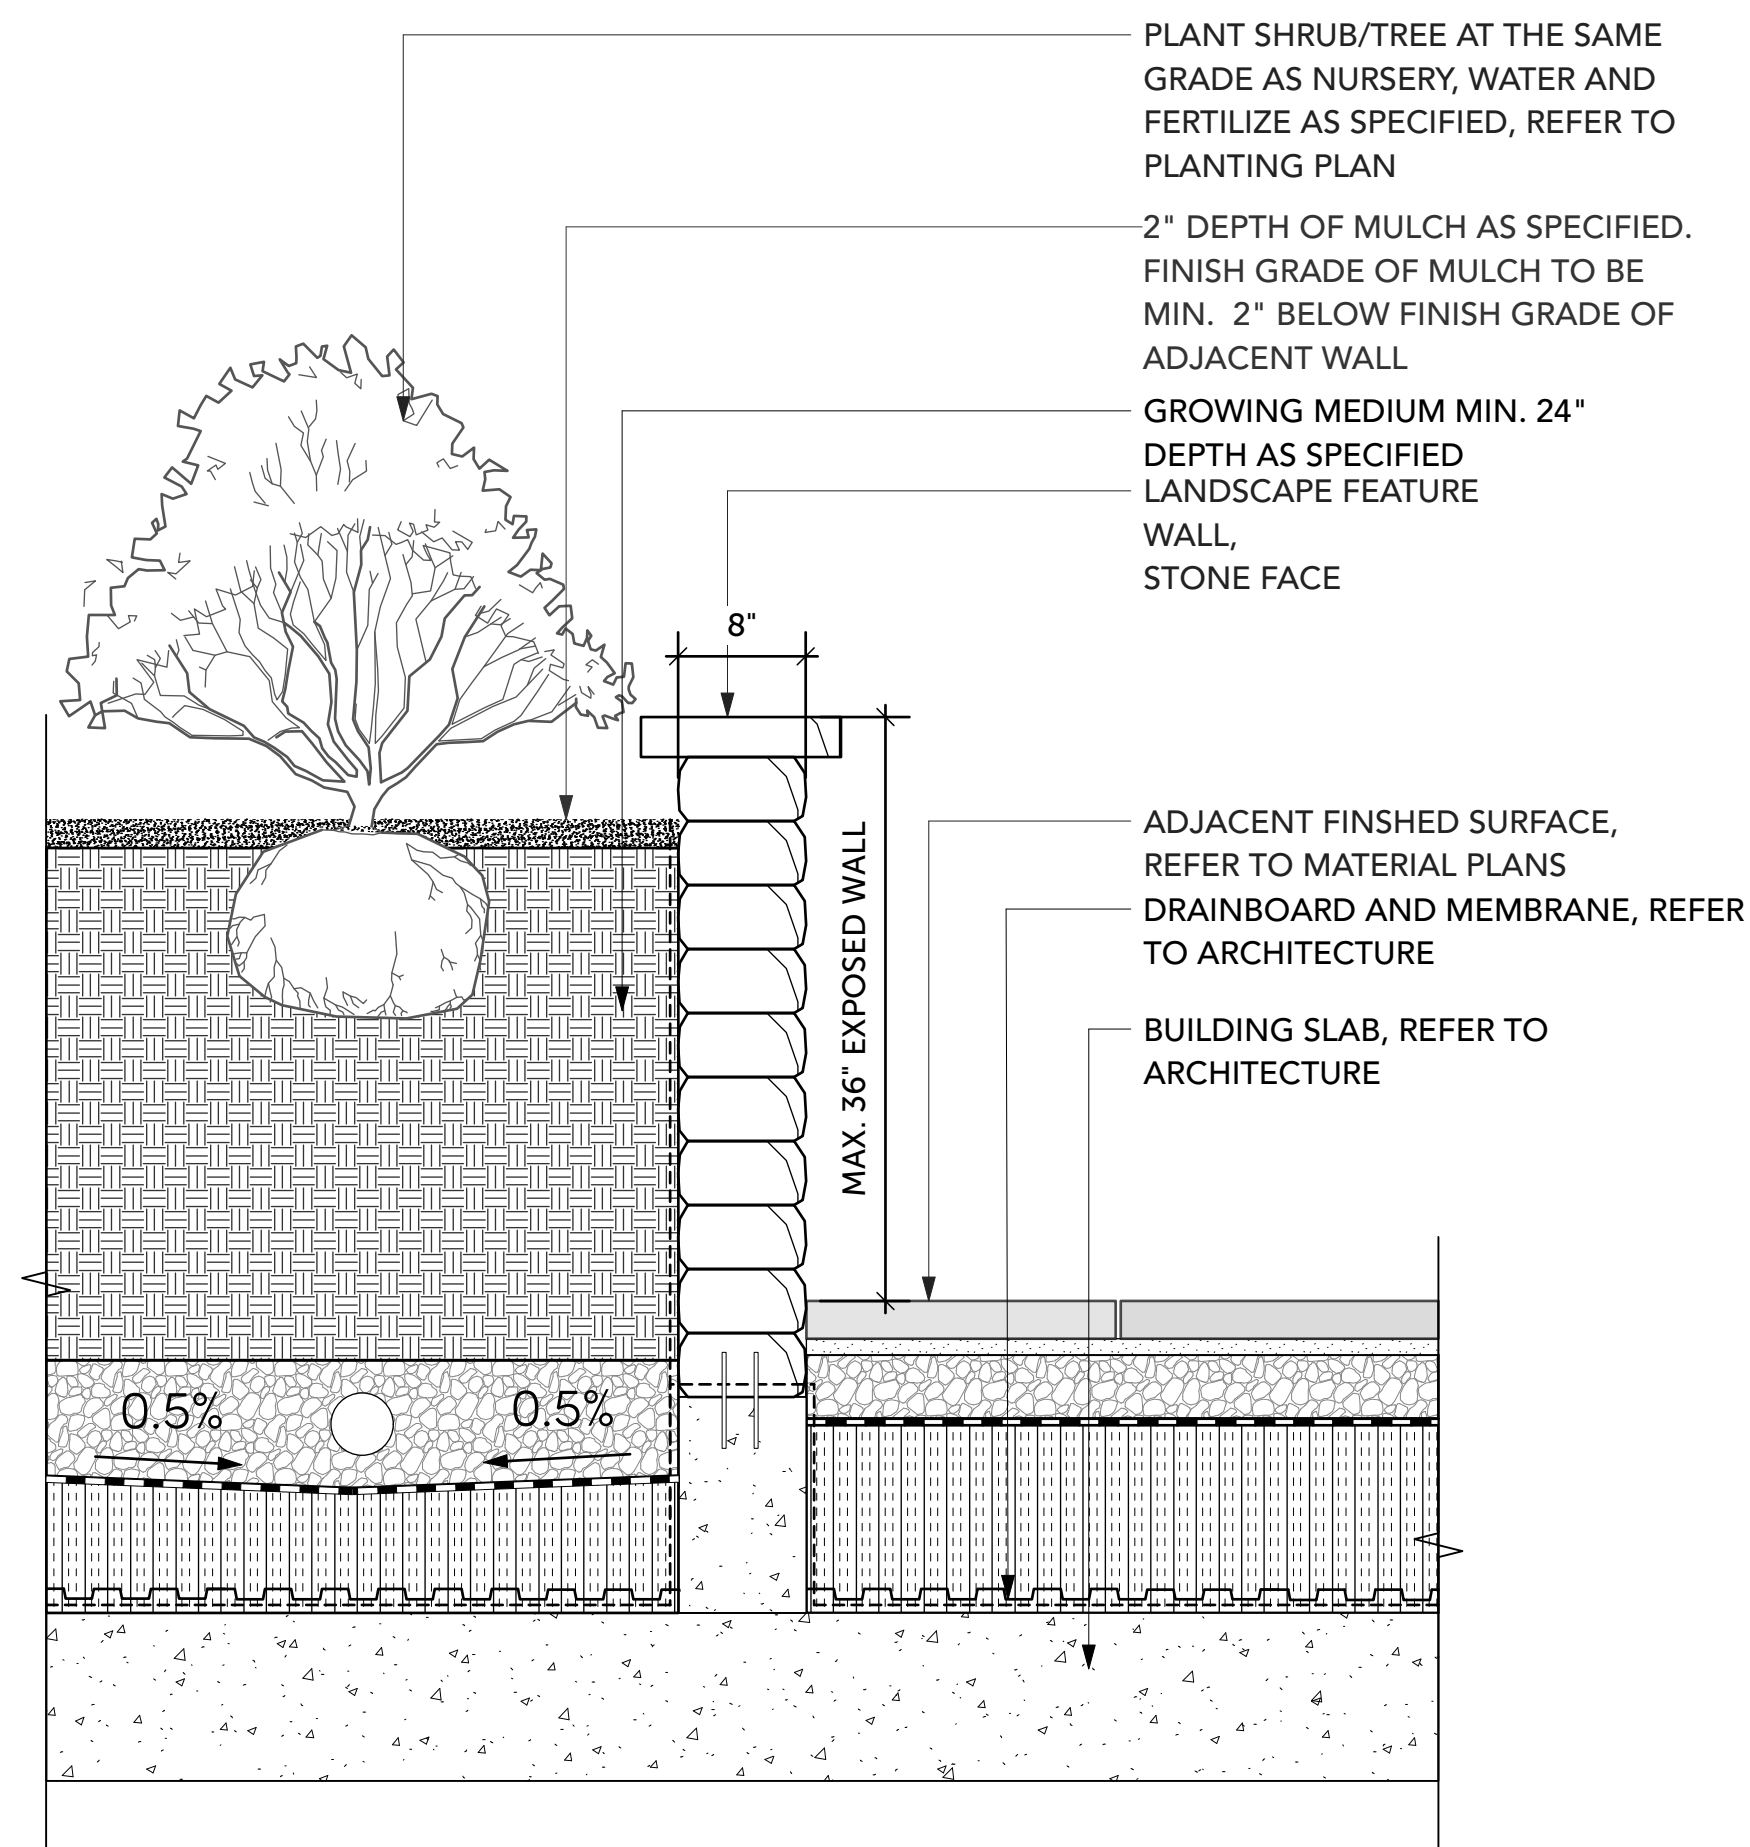 PLANT SHRUB/TREE AT THE SAME
GRADE AS NURSERY, WATER AND
FERTILIZE AS SPECIFIED, REFER TO
PLANTING PLAN
2" DEPTH OF MULCH AS SPECIFIED.
FINISH GRADE OF MULCH TO BE
MIN. 2" BELOW FINISH GRADE OF
ADJACENT WALL
GROWING MEDIUM MIN. 24"
DEPTH AS SPECIFIED
LANDSCAPE FEATURE
WALL,
STONE FACE
8"
MAX. 36" EXPOSED WALL
ADJACENT FINSHED SURFACE,
REFER TO MATERIAL PLANS
DRAINBOARD AND MEMBRANE, REFER
TO ARCHITECTURE
BUILDING SLAB, REFER TO
ARCHITECTURE
0.5%
0.5%